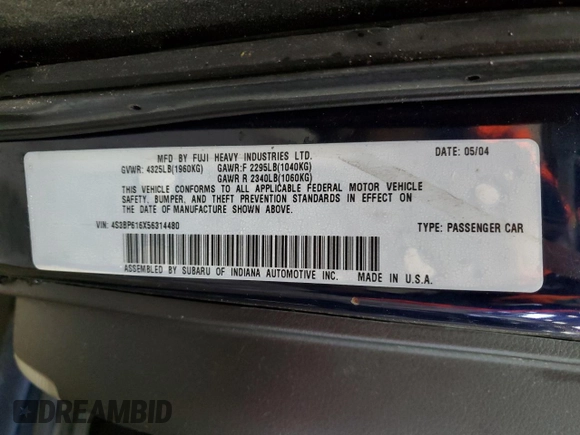 MFD BY FUJI HEAVY INDUSTRIES LTD.
DATE: 05/04
GVWR: 4325LB(1960KG) GAWR:F 2295LB(1040KG)
GAWR R 2340LB(1060KG)
THIS VEHICLE CONFORMS TO ALL APPLICABLE FEDERAL MOTOR VEHICLE
SAFETY, BUMPER, AND THEFT PREVENTION STANDARDS IN EFFECT ON
THE DATE OF MANUFACTURE SHOWN ABOVE.
VIN: 4S3BP616X56314480
TYPE: PASSENGER CAR
ASSEMBLED BY SUBARU OF INDIANA AUTOMOTIVE INC.
MADE IN U.S.A.
DREAMBID